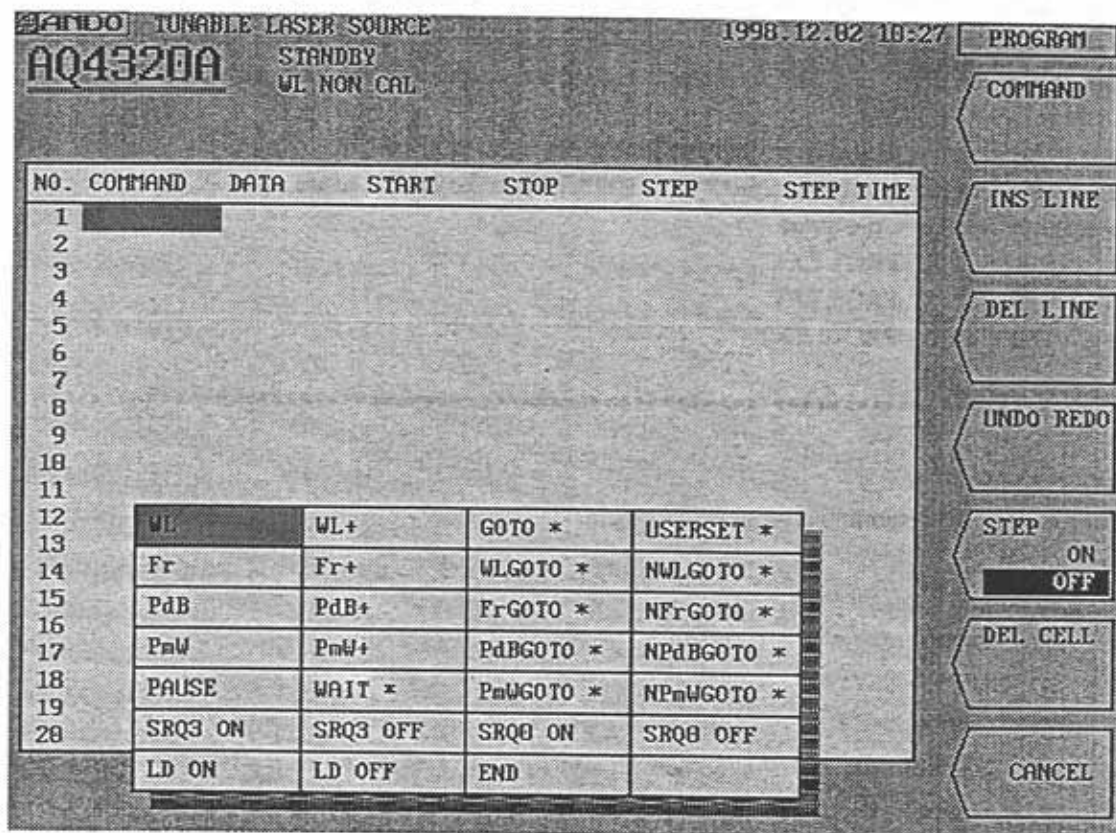 ANDO TUNABLE LASER SOURCE
1998.12.02 10:27
AQ4320A
STANDBY
WL NON CAL
PROGRAM
COMMAND
INS LINE
DEL LINE
UNDO REDO
STEP
ON
OFF
DEL CELL
CANCEL
NO. COMMAND DATA START STOP STEP STEP TIME
1
2
3
4
5
6
7
8
9
10
11
12
13
14
15
16
17
18
19
20
WL WL+ GOTO * USERSET *
Fr Fr+ WLGOTO * NWLGOTO *
PdB PdB+ FrGOTO * NFrGOTO *
PmW PmW+ PdBGOTO * NPdBGOTO *
PAUSE WAIT * PmWGOTO * NPmWGOTO *
SRQ3 ON SRQ3 OFF SRQ0 ON SRQ0 OFF
LD ON LD OFF END